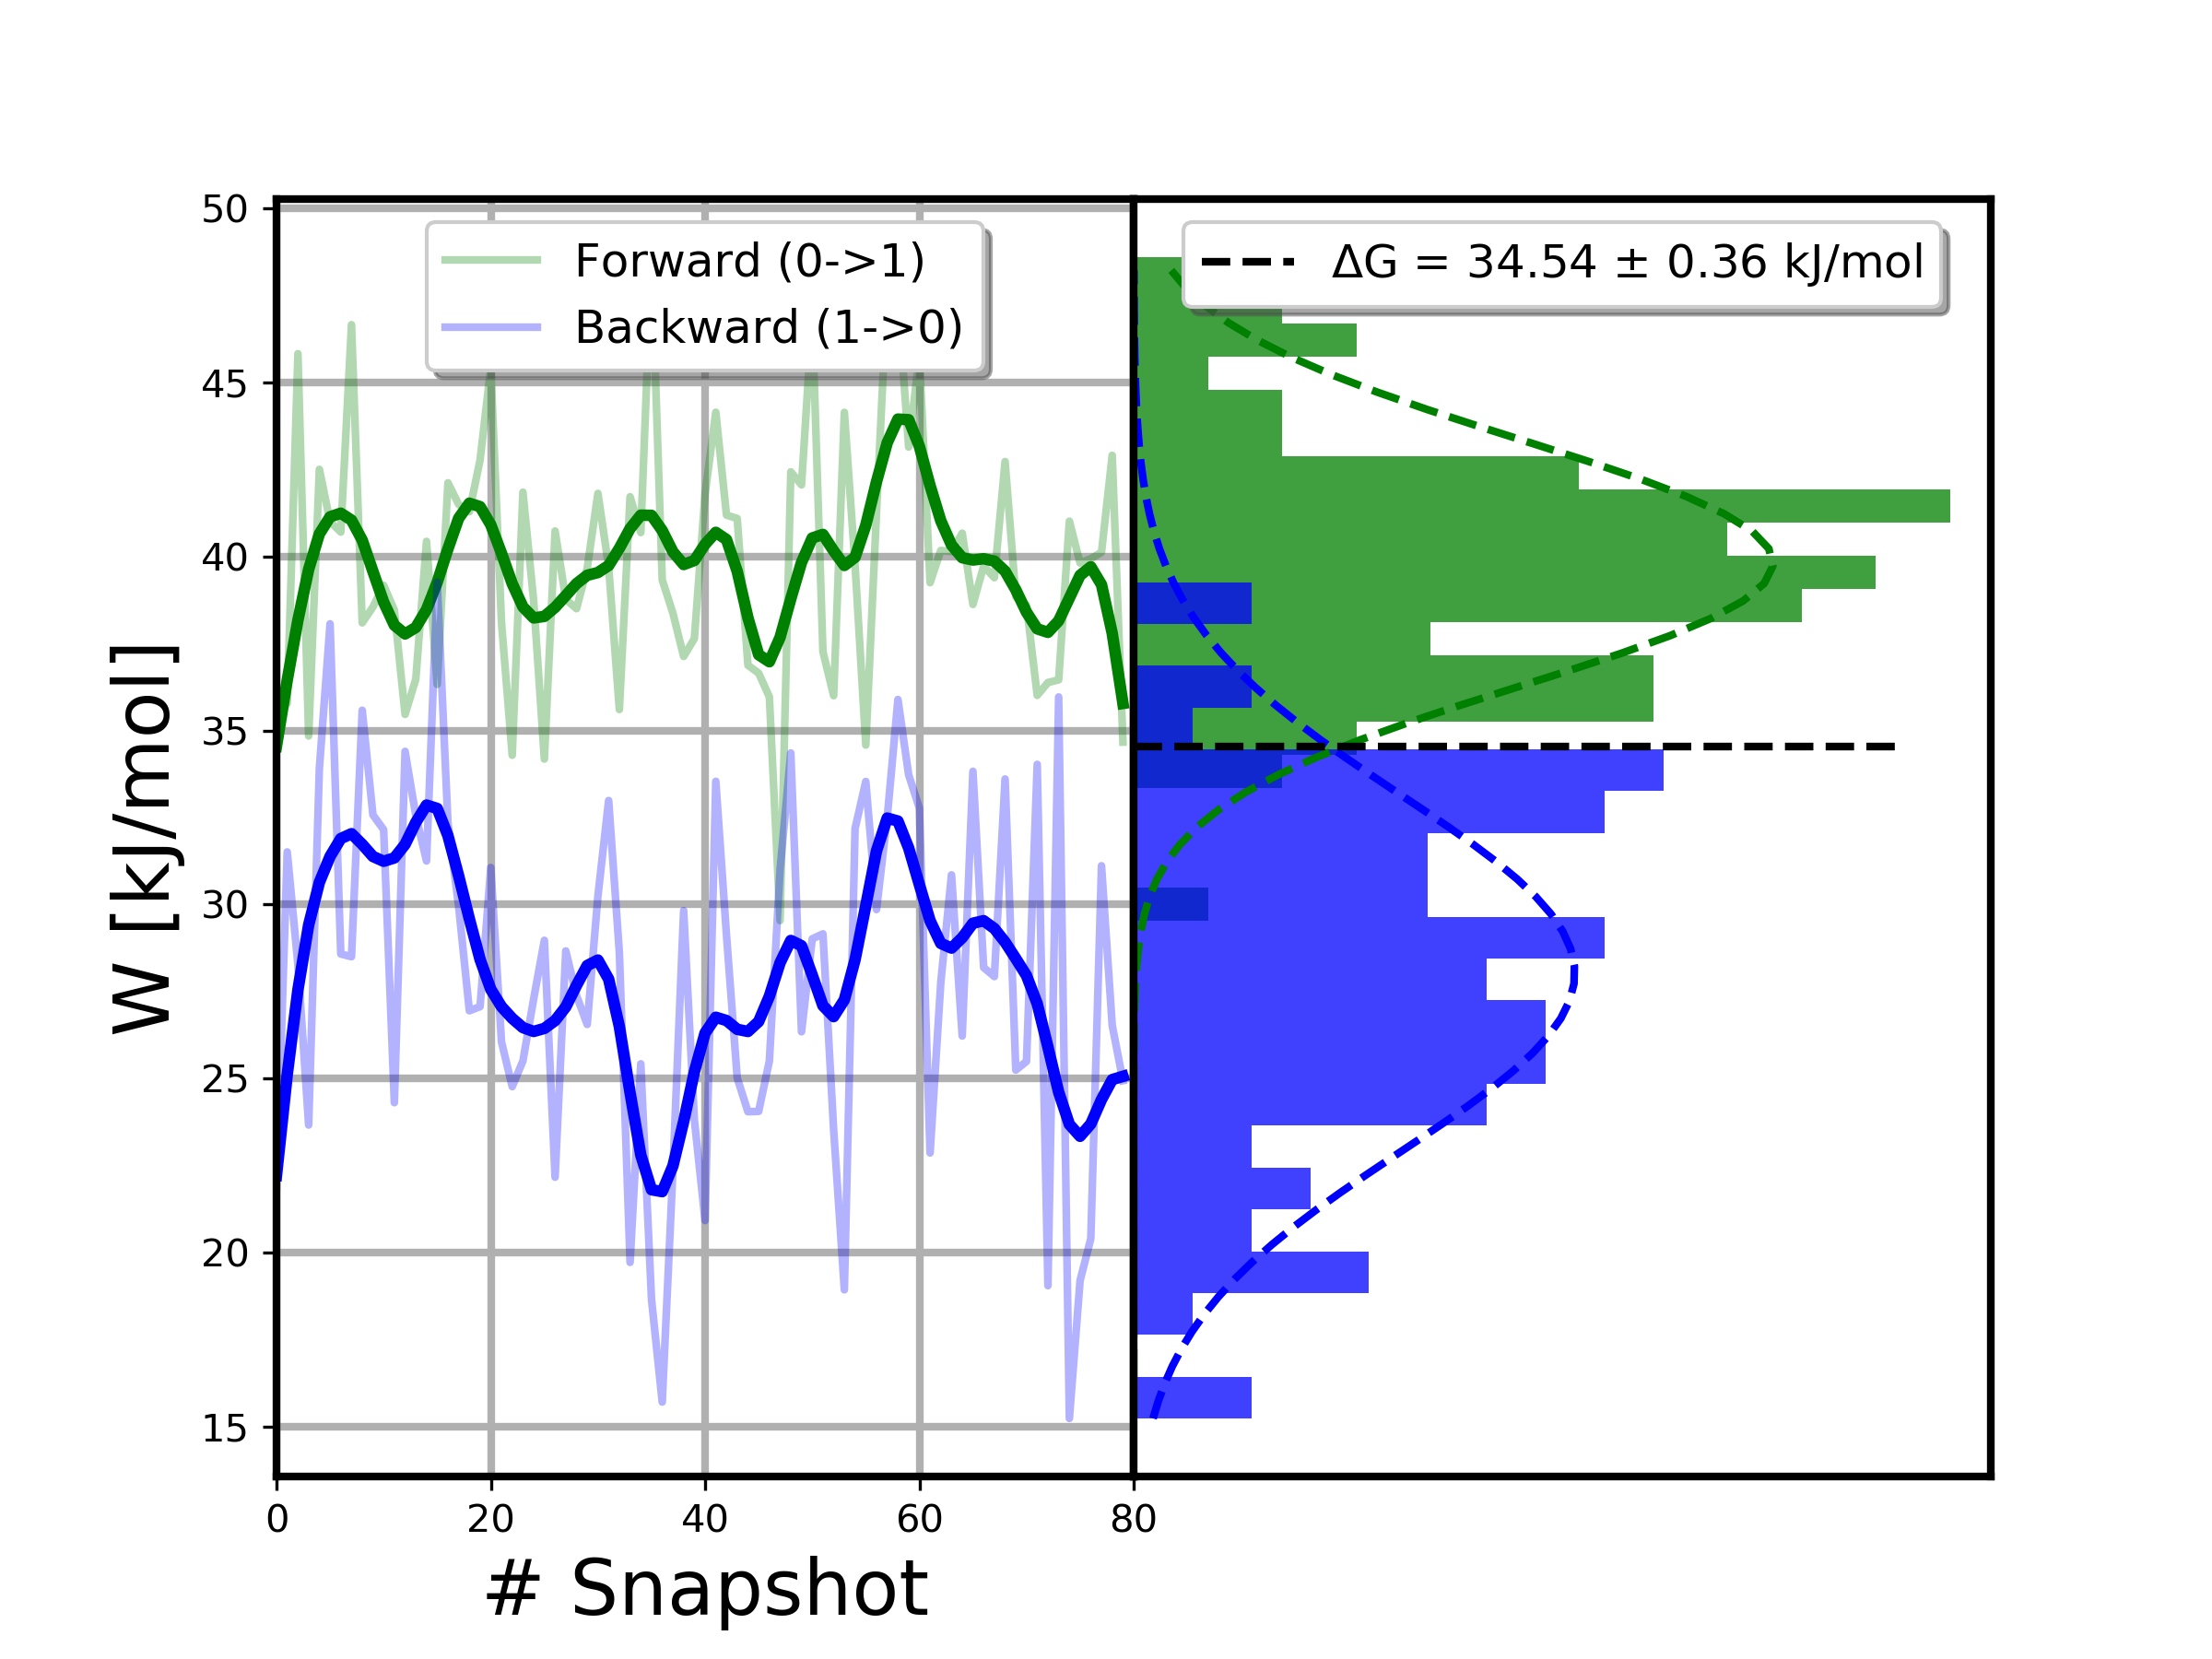 50
45
40
35
30
25
20
15
W [kJ/mol]
Forward (0->1)
Backward (1->0)
ΔG = 34.54 ± 0.36 kJ/mol
0 20 40 60 80
# Snapshot